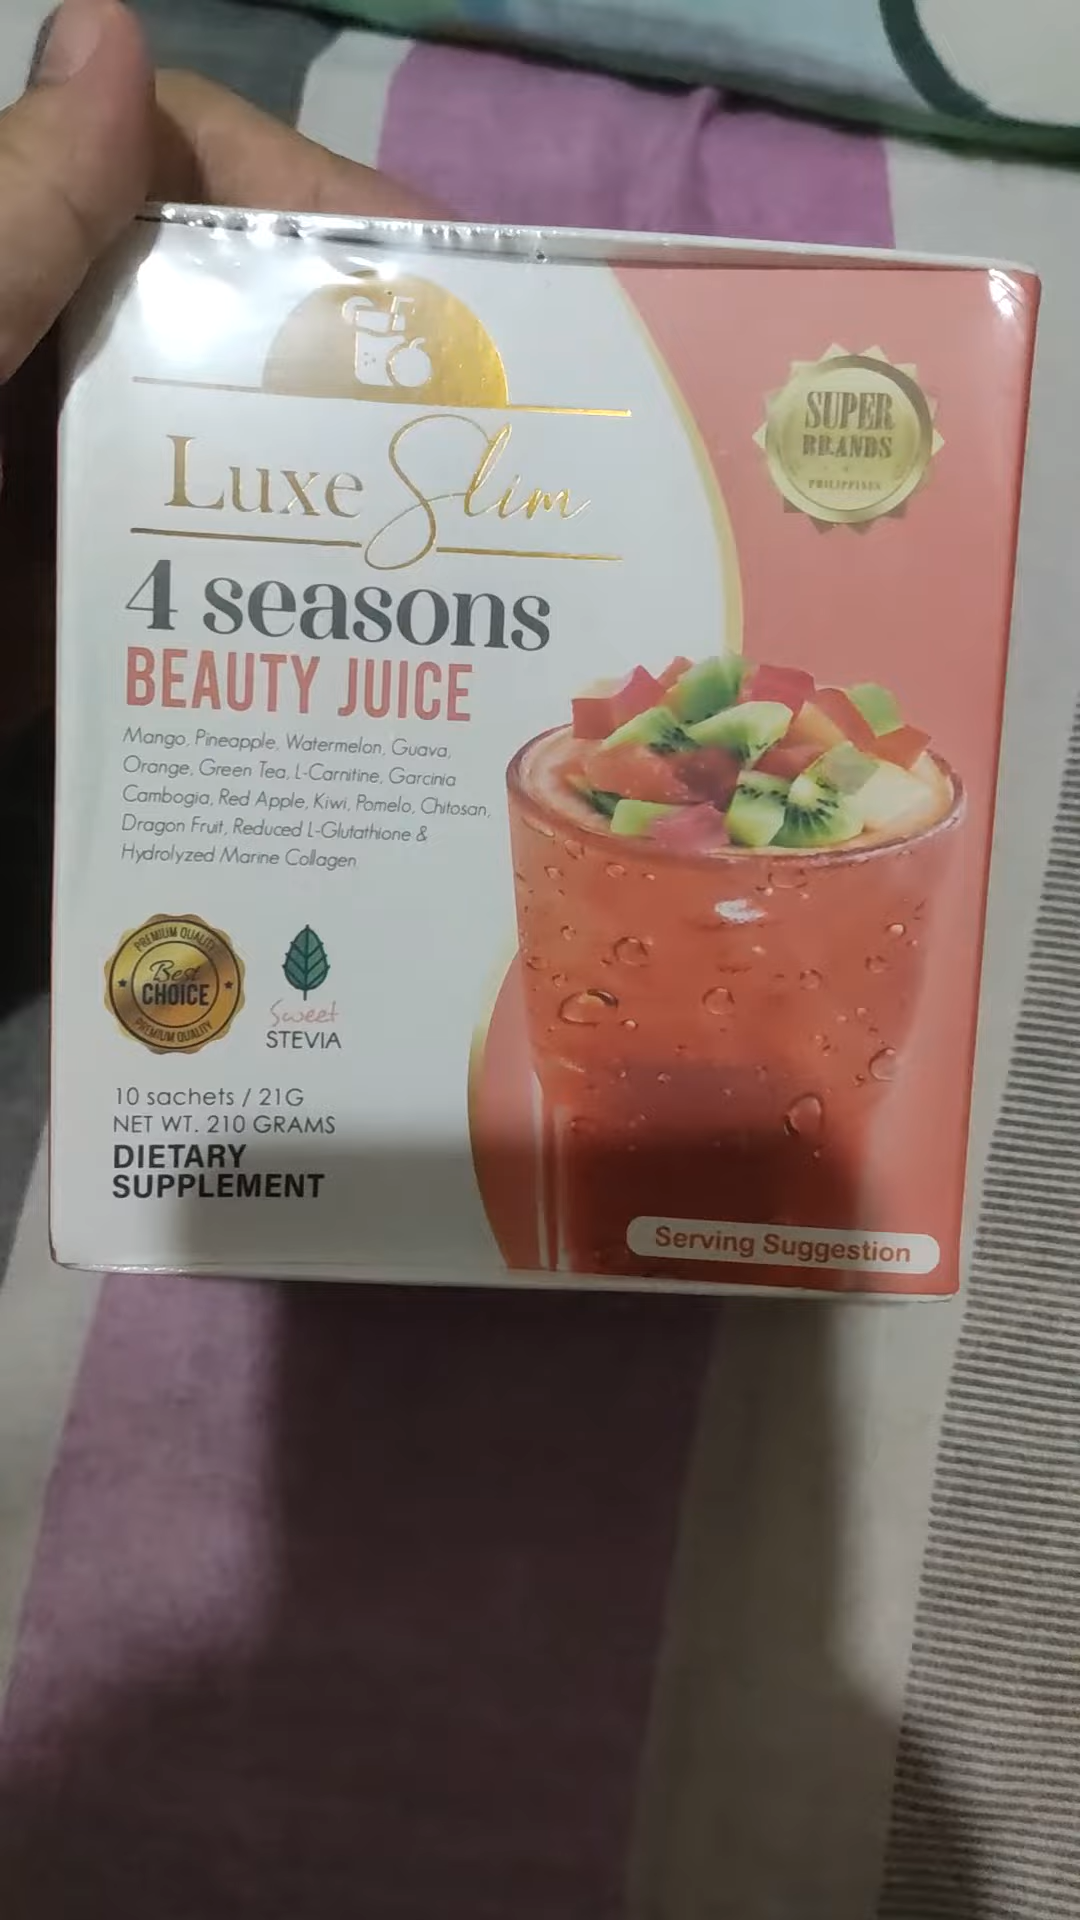 Luxe Slim
4 seasons
BEAUTY JUICE
Mango, Pineapple, Watermelon, Guava,
Orange, Green Tea, L-Carnitine, Garcinia
Cambogia, Red Apple, Kiwi, Pomelo, Chitosan,
Dragon Fruit, Reduced L-Glutathione &
Hydrolyzed Marine Collagen
SUPER
BRANDS
PHILIPPINES
PREMIUM QUALITY
Best
CHOICE
PREMIUM QUALITY
Sweet
STEVIA
10 sachets / 21G
NET WT. 210 GRAMS
DIETARY
SUPPLEMENT
Serving Suggestion